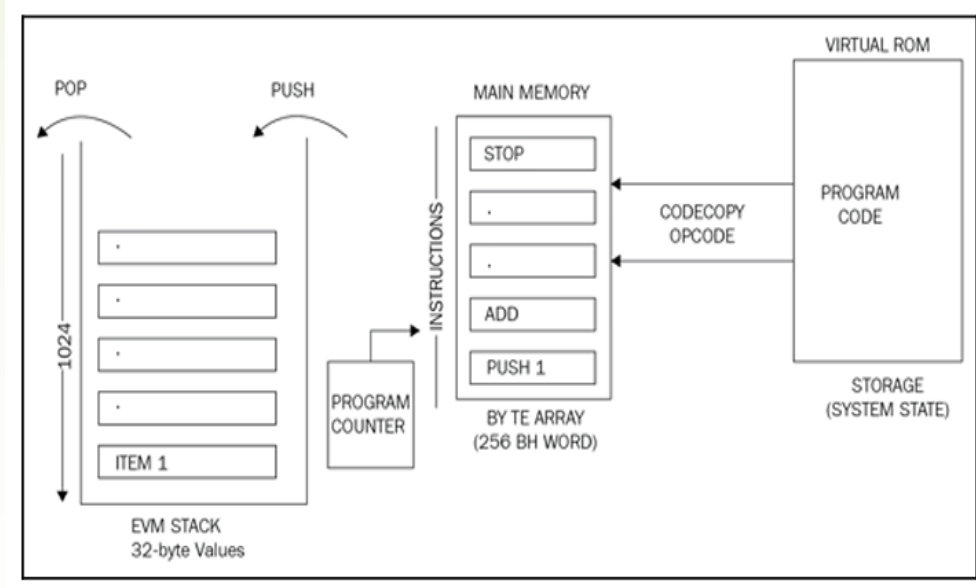 POP
PUSH
1024
.
.
.
.
ITEM 1
EVM STACK
32-byte Values
PROGRAM
COUNTER
INSTRUCTIONS
MAIN MEMORY
STOP
.
.
ADD
PUSH 1
BY TE ARRAY
(256 BH WORD)
CODECOPY
OPCODE
VIRTUAL ROM
PROGRAM
CODE
STORAGE
(SYSTEM STATE)